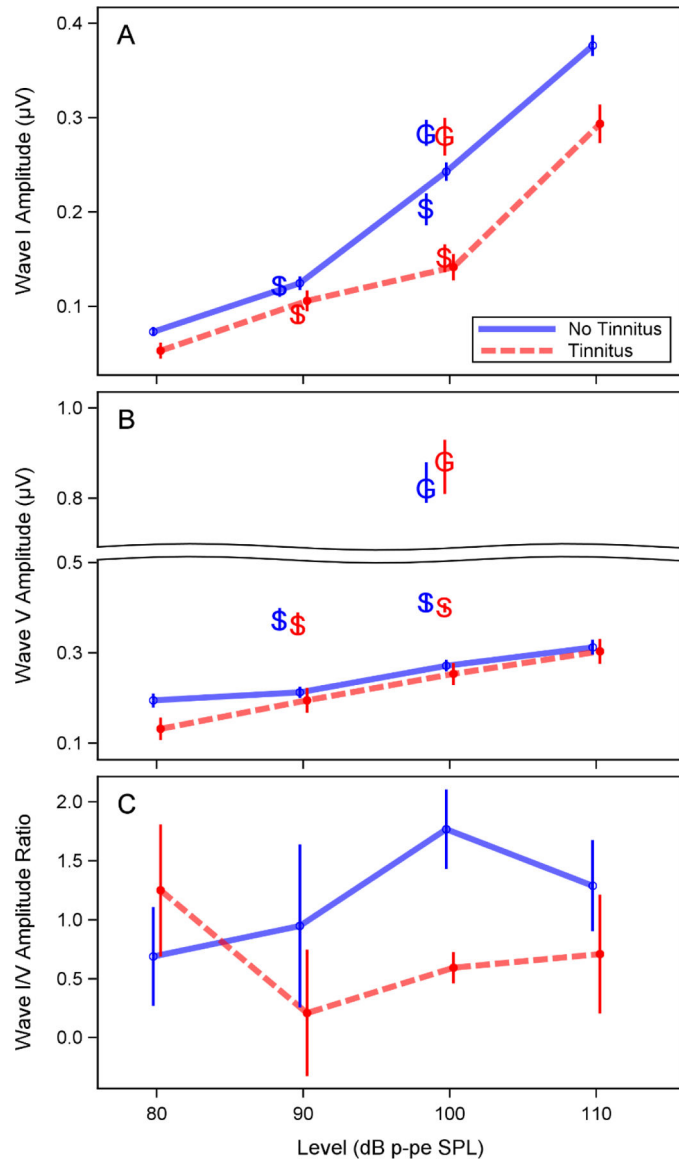 A
Wave I Amplitude (μV)
0.4
0.3
0.2
0.1
G G
$
$
$
$
No Tinnitus
Tinnitus
B
Wave V Amplitude (μV)
1.0
0.8
0.5
0.3
0.1
G G
$ $
$ $
C
Wave I/V Amplitude Ratio
2.0
1.5
1.0
0.5
0.0
80 90 100 110
Level (dB p-pe SPL)